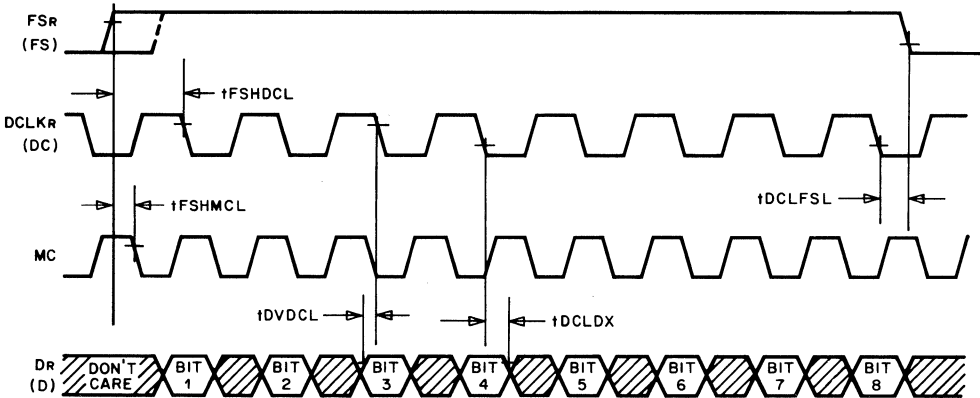 FSR
(FS)
tFSHDCL
DCLKR
(DC)
tDCLFSL
tFSHMCL
MC
tDVDCL
tDCLDX
DR
(D)
DON'T
CARE
BIT
1
BIT
2
BIT
3
BIT
4
BIT
5
BIT
6
BIT
7
BIT
8